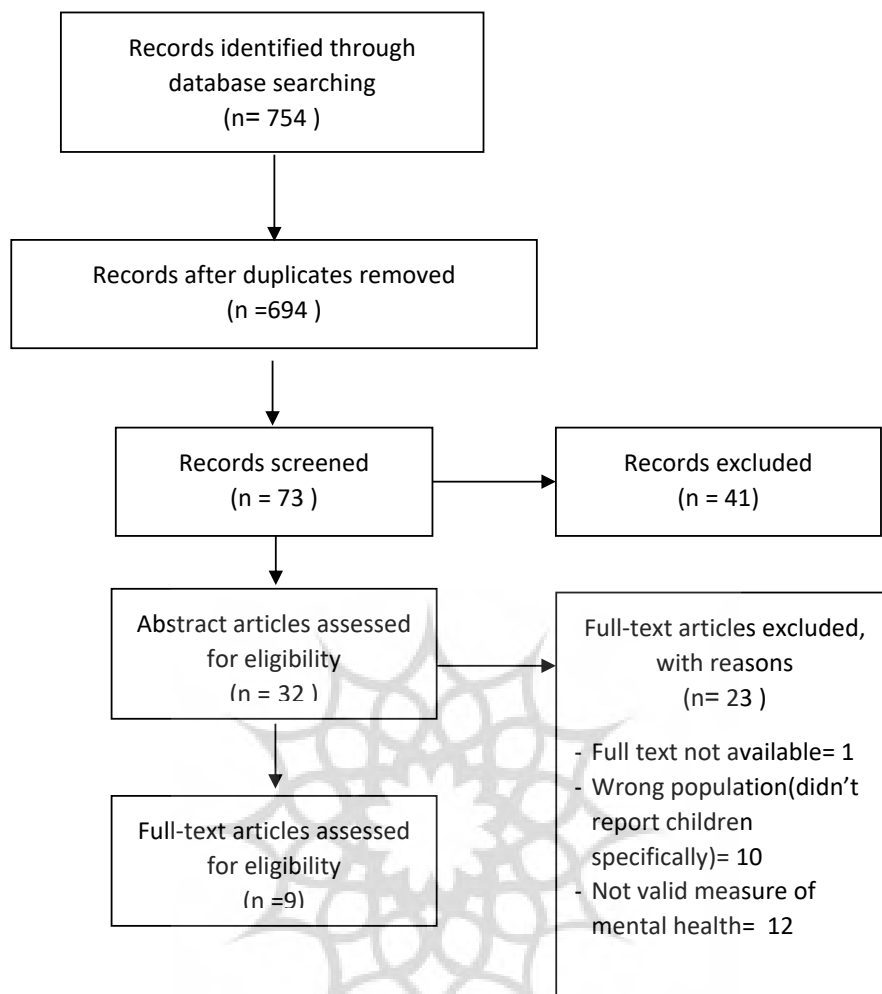 Records identified through
database searching
(n= 754 )
Records after duplicates removed
(n =694 )
Records screened
(n = 73 )
Records excluded
(n = 41)
Abstract articles assessed
for eligibility
(n = 32 )
Full-text articles excluded,
with reasons
(n= 23 )
- Full text not available= 1
- Wrong population(didn’t
report children
specifically)= 10
- Not valid measure of
mental health=  12
Full-text articles assessed
for eligibility
(n =9)